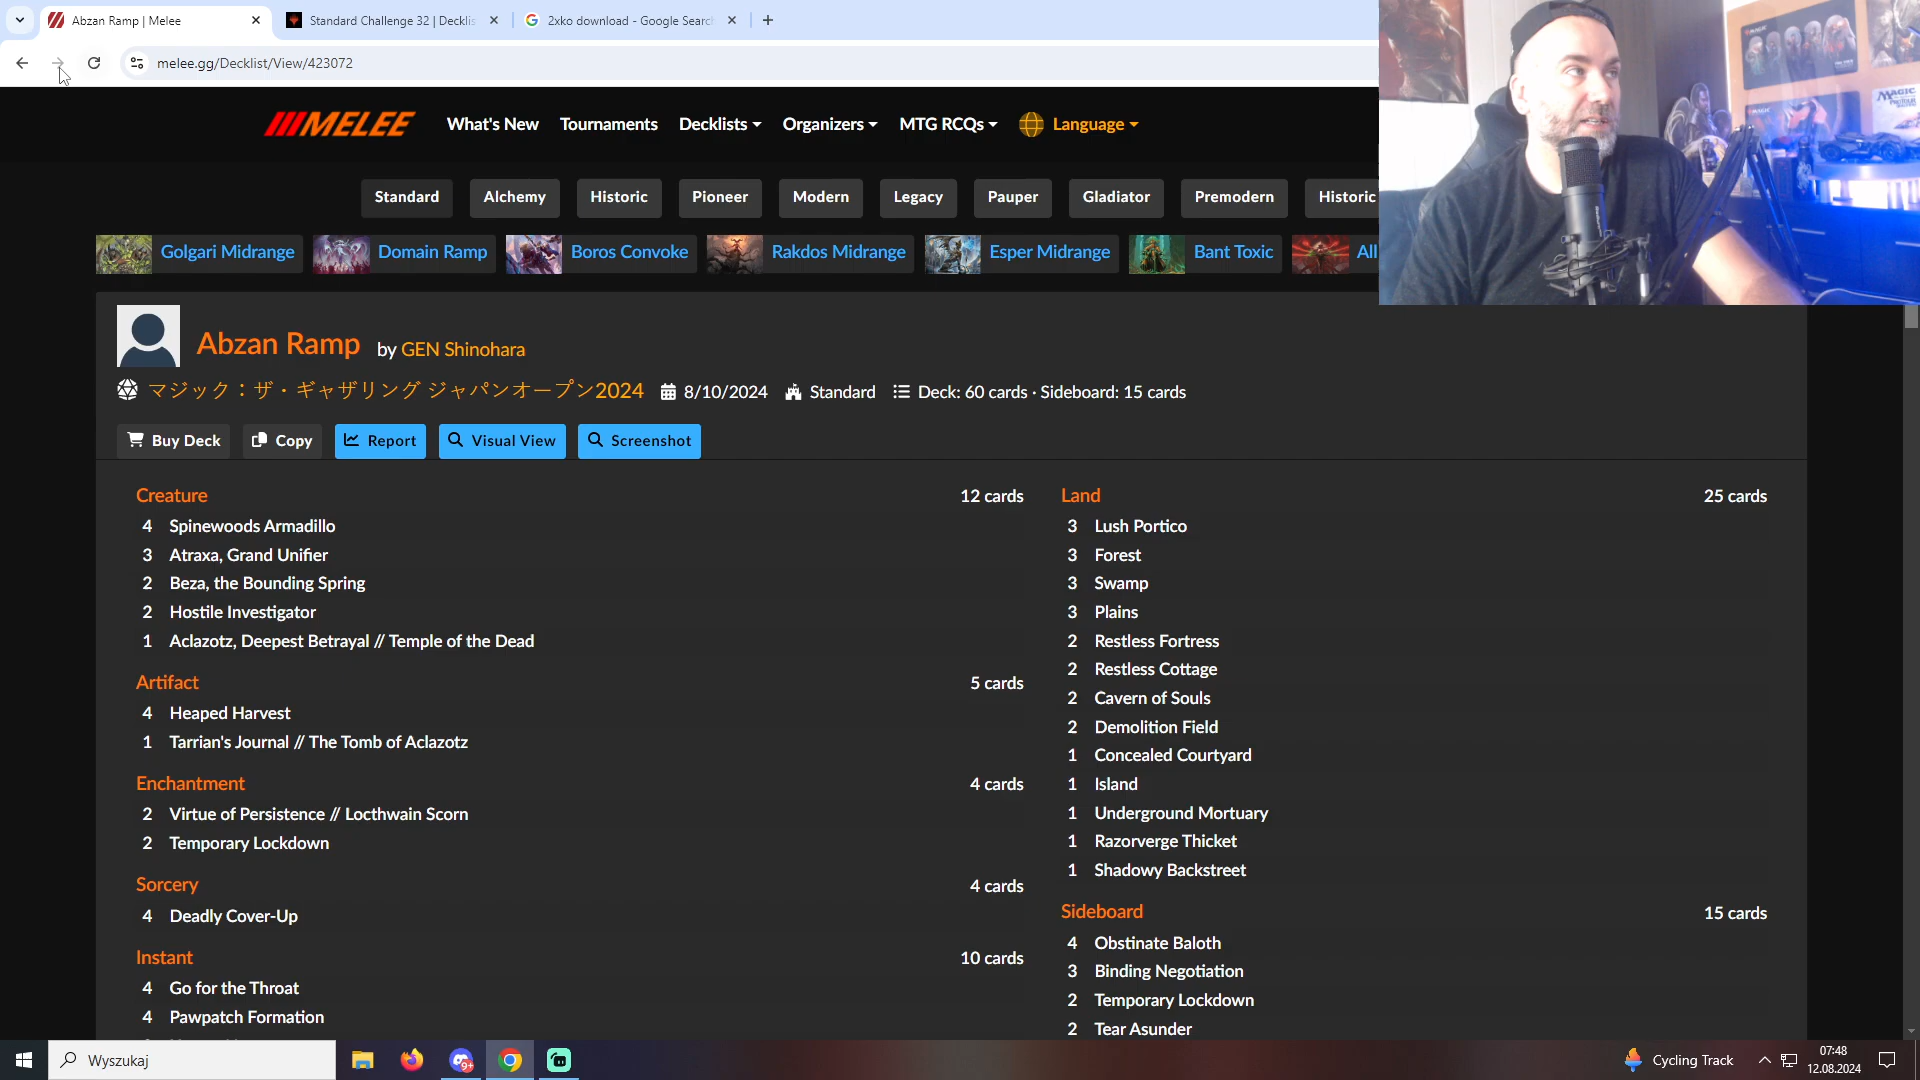 Abzan Ramp | Melee
Standard Challenge 32 | Decklis
2xko download - Google Searc
melee.gg/Decklist/View/423072
MELEE What's New Tournaments Decklists Organizers MTG RCQs Language
Standard Alchemy Historic Pioneer Modern Legacy Pauper Gladiator Premodern Historic
Golgari Midrange Domain Ramp Boros Convoke Rakdos Midrange Esper Midrange Bant Toxic All
Abzan Ramp by GEN Shinohara
マジック：ザ・ギャザリング ジャパンオープン2024 8/10/2024 Standard Deck: 60 cards · Sideboard: 15 cards
Buy Deck Copy Report Visual View Screenshot
Creature 12 cards
4 Spinewoods Armadillo
3 Atraxa, Grand Unifier
2 Beza, the Bounding Spring
2 Hostile Investigator
1 Aclazotz, Deepest Betrayal // Temple of the Dead
Artifact 5 cards
4 Heaped Harvest
1 Tarrian's Journal // The Tomb of Aclazotz
Enchantment 4 cards
2 Virtue of Persistence // Locthwain Scorn
2 Temporary Lockdown
Sorcery 4 cards
4 Deadly Cover-Up
Instant 10 cards
4 Go for the Throat
4 Pawpatch Formation
Land 25 cards
3 Lush Portico
3 Forest
3 Swamp
3 Plains
2 Restless Fortress
2 Restless Cottage
2 Cavern of Souls
2 Demolition Field
1 Concealed Courtyard
1 Island
1 Underground Mortuary
1 Razorverge Thicket
1 Shadowy Backstreet
Sideboard 15 cards
4 Obstinate Baloth
3 Binding Negotiation
2 Temporary Lockdown
2 Tear Asunder
Wyszukaj
9+
Cycling Track
07:48
12.08.2024
MAGIC